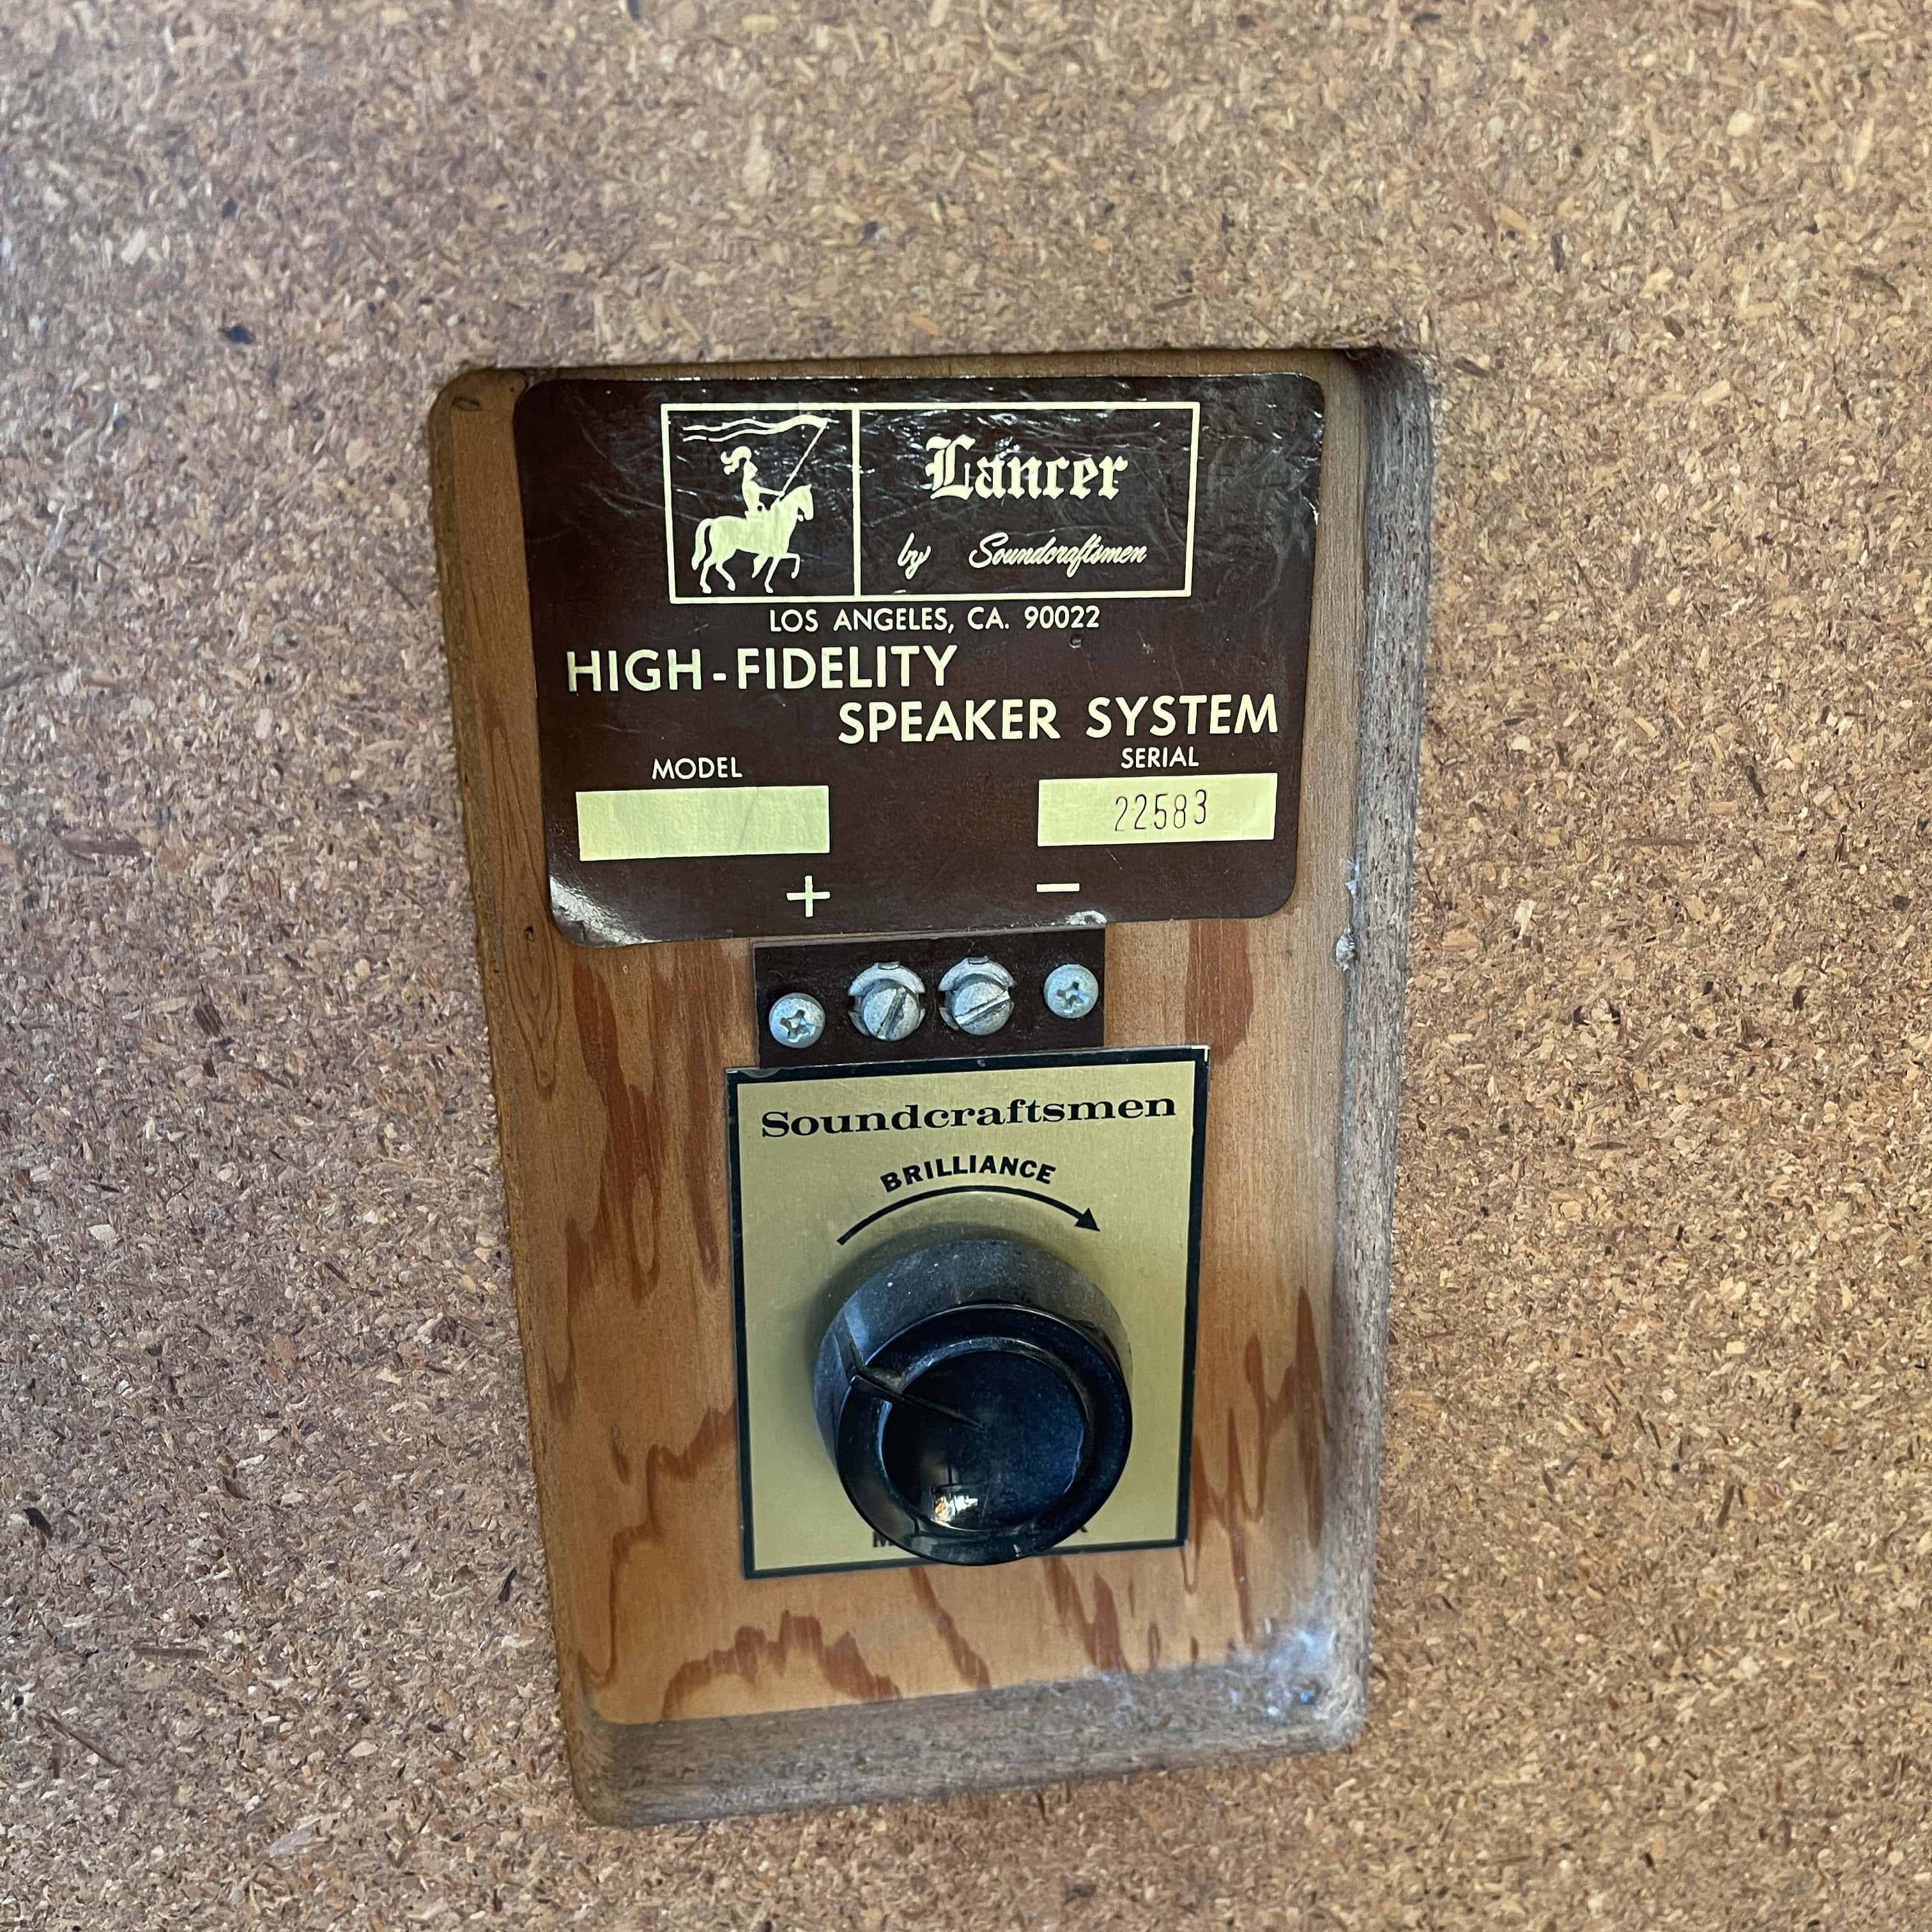 Lancer
by Soundcraftsmen
LOS ANGELES, CA. 90022
HIGH-FIDELITY
SPEAKER SYSTEM
MODEL
SERIAL
22583
+ −
Soundcraftsmen
BRILLIANCE